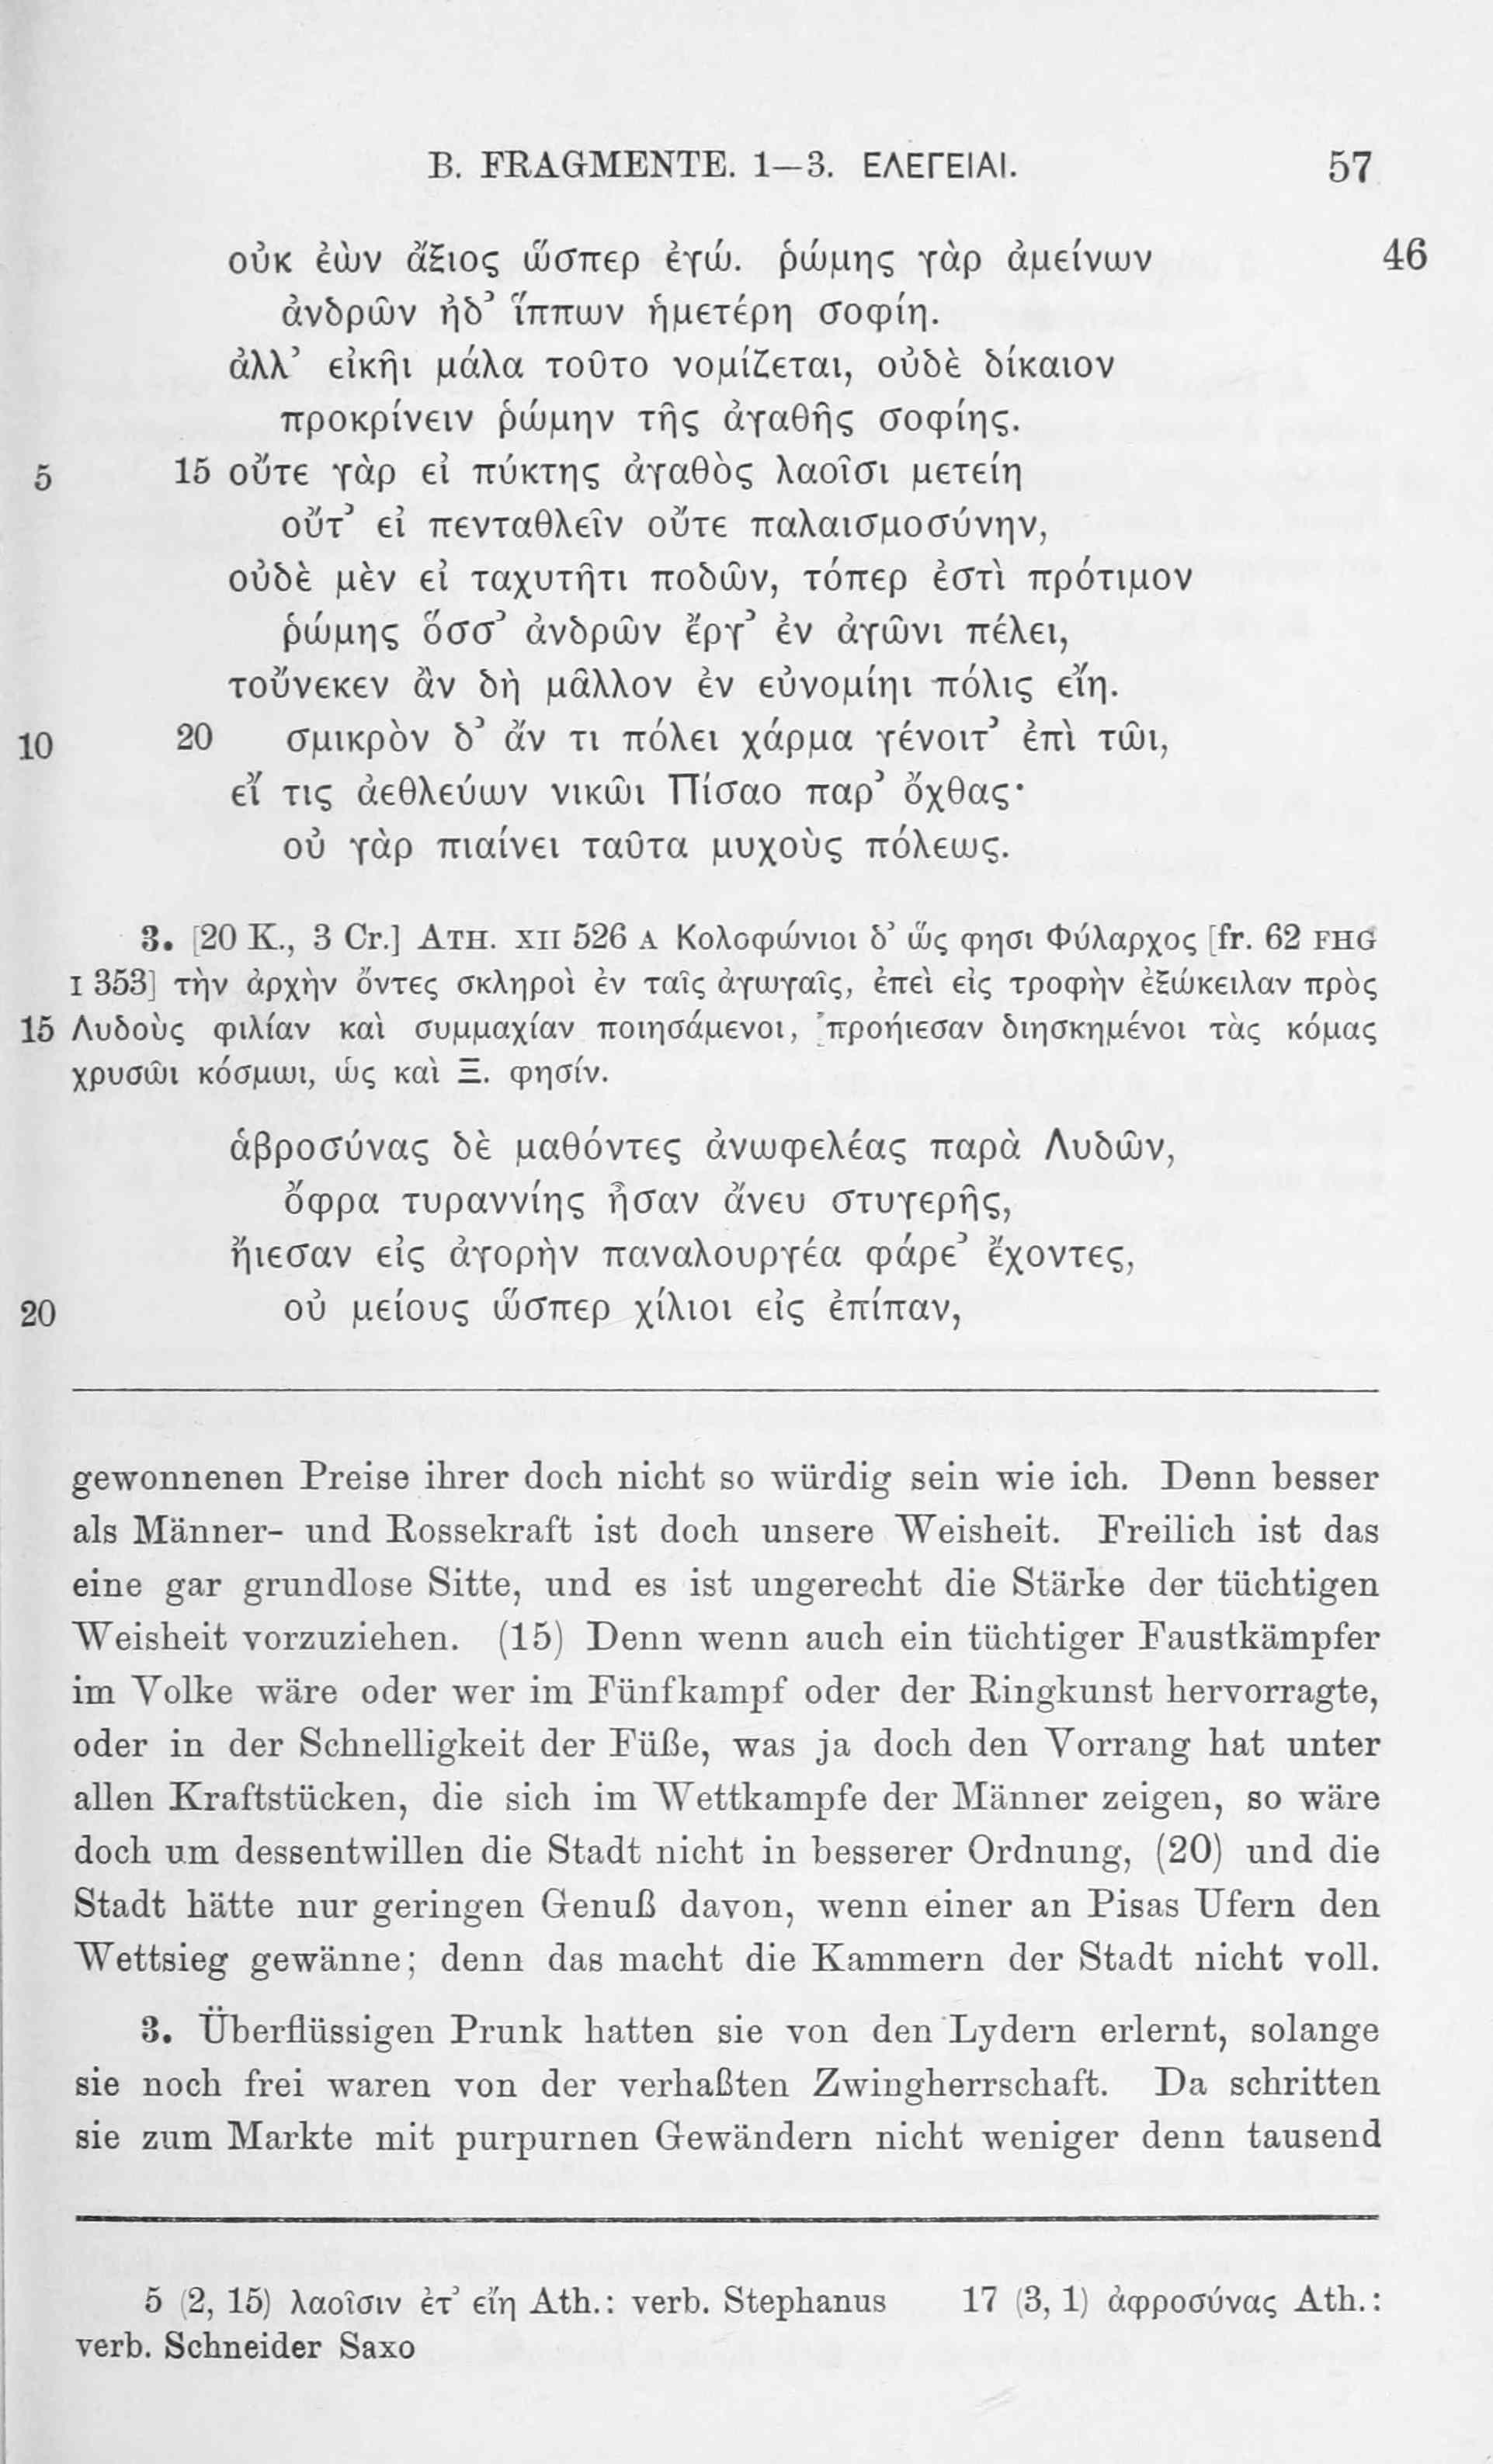 B. FRAGMENTE. 1—3. ΕΛΕΓΕΙΑΙ. 57
οὐκ ἐὼν ἄξιος ὥσπερ ἐγώ. ῥώμης γὰρ ἀμείνων 46
ἀνδρῶν ἠδ' ἵππων ἡμετέρη σοφίη.
ἀλλ' εἰκῆι μάλα τοῦτο νομίζεται, οὐδὲ δίκαιον
προκρίνειν ῥώμην τῆς ἀγαθῆς σοφίης.
5 15 οὔτε γὰρ εἰ πύκτης ἀγαθὸς λαοῖσι μετείη
οὔτ' εἰ πενταθλεῖν οὔτε παλαισμοσύνην,
οὐδὲ μὲν εἰ ταχυτῆτι ποδῶν, τόπερ ἐστὶ πρότιμον
ῥώμης ὅσσ' ἀνδρῶν ἔργ' ἐν ἀγῶνι πέλει,
τοὔνεκεν ἂν δὴ μᾶλλον ἐν εὐνομίηι πόλις εἴη.
10 20 σμικρὸν δ' ἄν τι πόλει χάρμα γένοιτ' ἐπὶ τῶι,
εἴ τις ἀεθλεύων νικῶι Πίσαο παρ' ὄχθας·
οὐ γὰρ πιαίνει ταῦτα μυχοὺς πόλεως.
3. [20 K., 3 Cr.] ATH. XII 526 A Κολοφώνιοι δ' ὥς φησι Φύλαρχος [fr. 62 FHG
I 353] τὴν ἀρχὴν ὄντες σκληροὶ ἐν ταῖς ἀγωγαῖς, ἐπεὶ εἰς τροφὴν ἐξώκειλαν πρὸς
15 Λυδοὺς φιλίαν καὶ συμμαχίαν ποιησάμενοι, προήιεσαν διησκημένοι τὰς κόμας
χρυσῶι κόσμωι, ὡς καὶ Ξ. φησίν.
ἁβροσύνας δὲ μαθόντες ἀνωφελέας παρὰ Λυδῶν,
ὄφρα τυραννίης ἦσαν ἄνευ στυγερῆς,
ἤιεσαν εἰς ἀγορὴν παναλουργέα φάρε' ἔχοντες,
20 οὐ μείους ὥσπερ χίλιοι εἰς ἐπίπαν,
gewonnenen Preise ihrer doch nicht so würdig sein wie ich. Denn besser
als Männer- und Rossekraft ist doch unsere Weisheit. Freilich ist das
eine gar grundlose Sitte, und es ist ungerecht die Stärke der tüchtigen
Weisheit vorzuziehen. (15) Denn wenn auch ein tüchtiger Faustkämpfer
im Volke wäre oder wer im Fünfkampf oder der Ringkunst hervorragte,
oder in der Schnelligkeit der Füße, was ja doch den Vorrang hat unter
allen Kraftstücken, die sich im Wettkampfe der Männer zeigen, so wäre
doch um dessentwillen die Stadt nicht in besserer Ordnung, (20) und die
Stadt hätte nur geringen Genuß davon, wenn einer an Pisas Ufern den
Wettsieg gewänne; denn das macht die Kammern der Stadt nicht voll.
3. Überflüssigen Prunk hatten sie von den Lydern erlernt, solange
sie noch frei waren von der verhaßten Zwingherrschaft. Da schritten
sie zum Markte mit purpurnen Gewändern nicht weniger denn tausend
5 (2, 15) λαοῖσιν ἔτ' εἴη Ath.: verb. Stephanus 17 (3, 1) ἀφροσύνας Ath.:
verb. Schneider Saxo